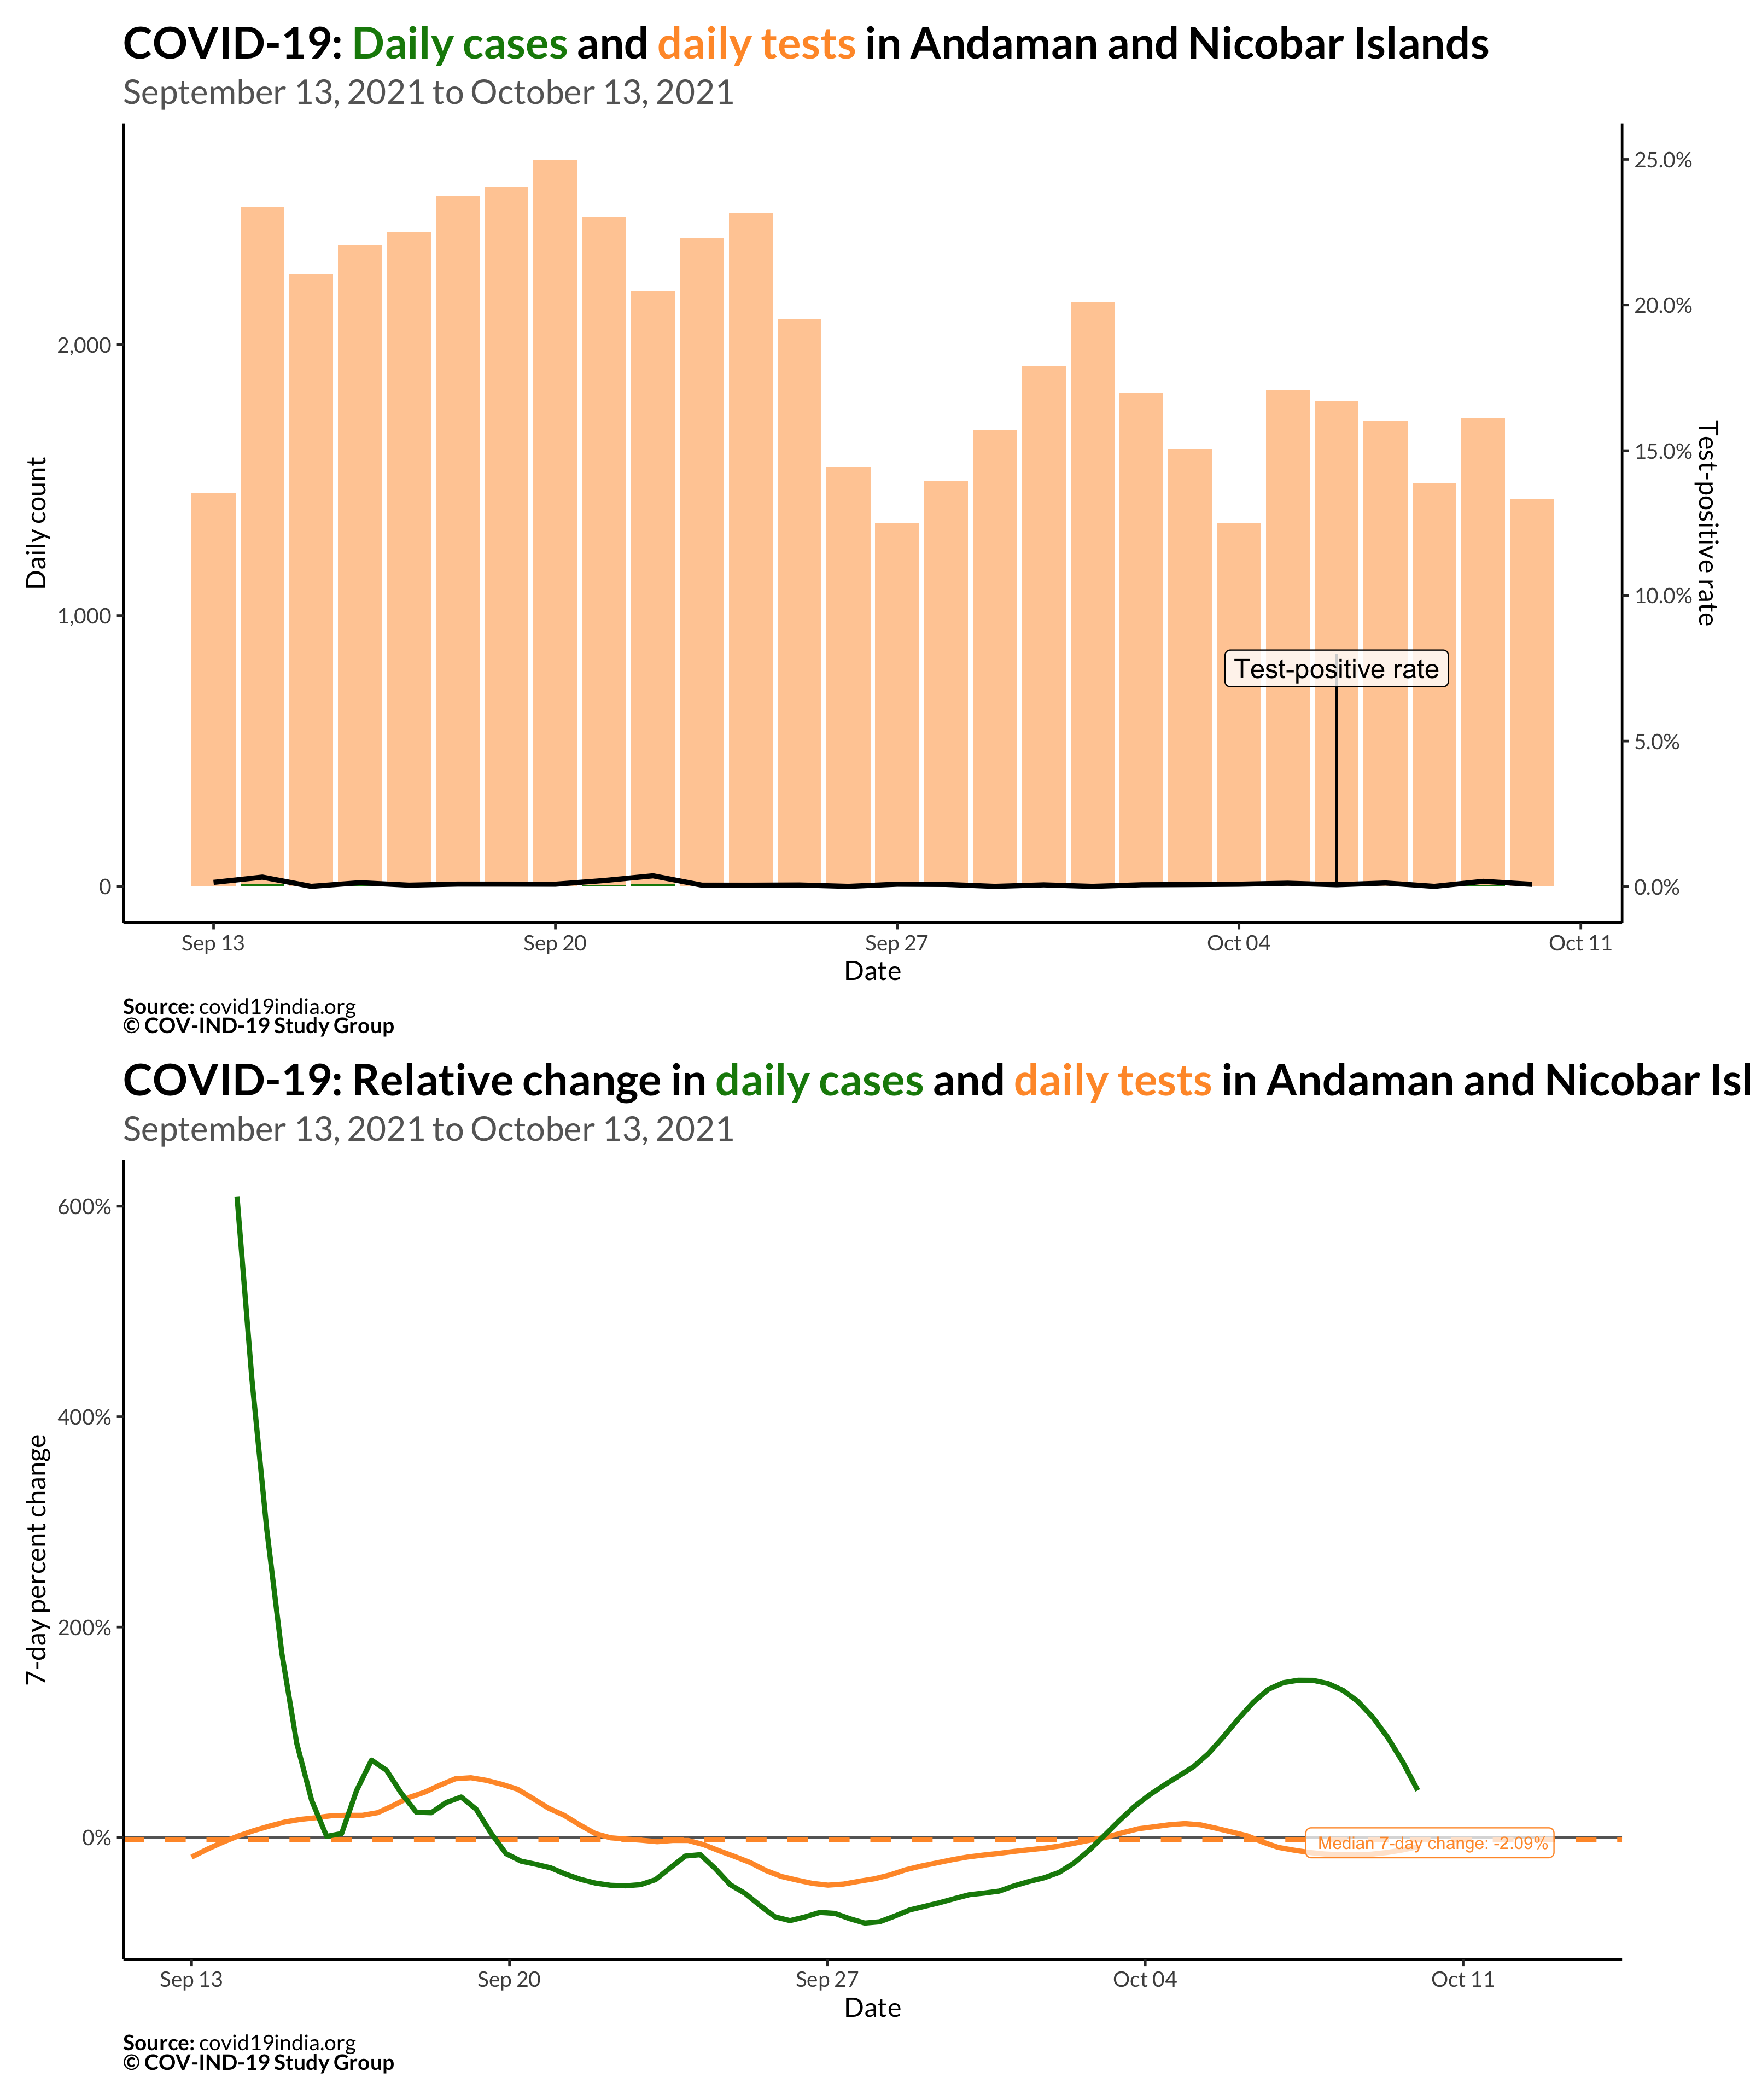 COVID-19: Daily cases and daily tests in Andaman and Nicobar Islands
September 13, 2021 to October 13, 2021
25.0%
20.0%
2,000
15.0%
Daily count
Test-positive rate
1,000
10.0%
Test-positive rate
5.0%
0
0.0%
Sep 13
Sep 20
Sep 27
Oct 04
Oct 11
Date
Source: covid19india.org
© COV-IND-19 Study Group
COVID-19: Relative change in daily cases and daily tests in Andaman and Nicobar Isl
September 13, 2021 to October 13, 2021
600%
400%
7-day percent change
200%
0%
Median 7-day change: -2.09%
Sep 13
Sep 20
Sep 27
Oct 04
Oct 11
Date
Source: covid19india.org
© COV-IND-19 Study Group